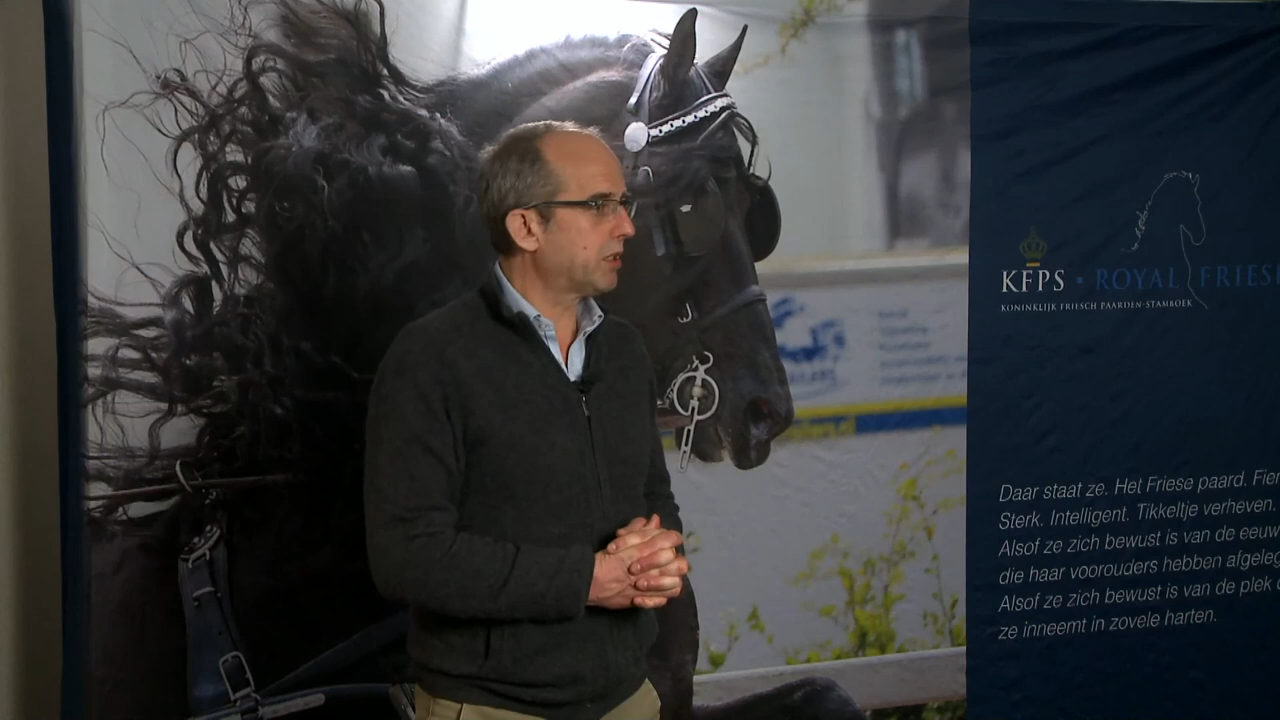 KFPS · ROYAL FRIES
KONINKLIJK FRIESCH PAARDEN-STAMBOEK
Daar staat ze. Het Friese paard. Fier
Sterk. Intelligent. Tikkeltje verheven.
Alsof ze zich bewust is van de eeuw
die haar voorouders hebben afgeleg
Alsof ze zich bewust is van de plek
ze inneemt in zovele harten.